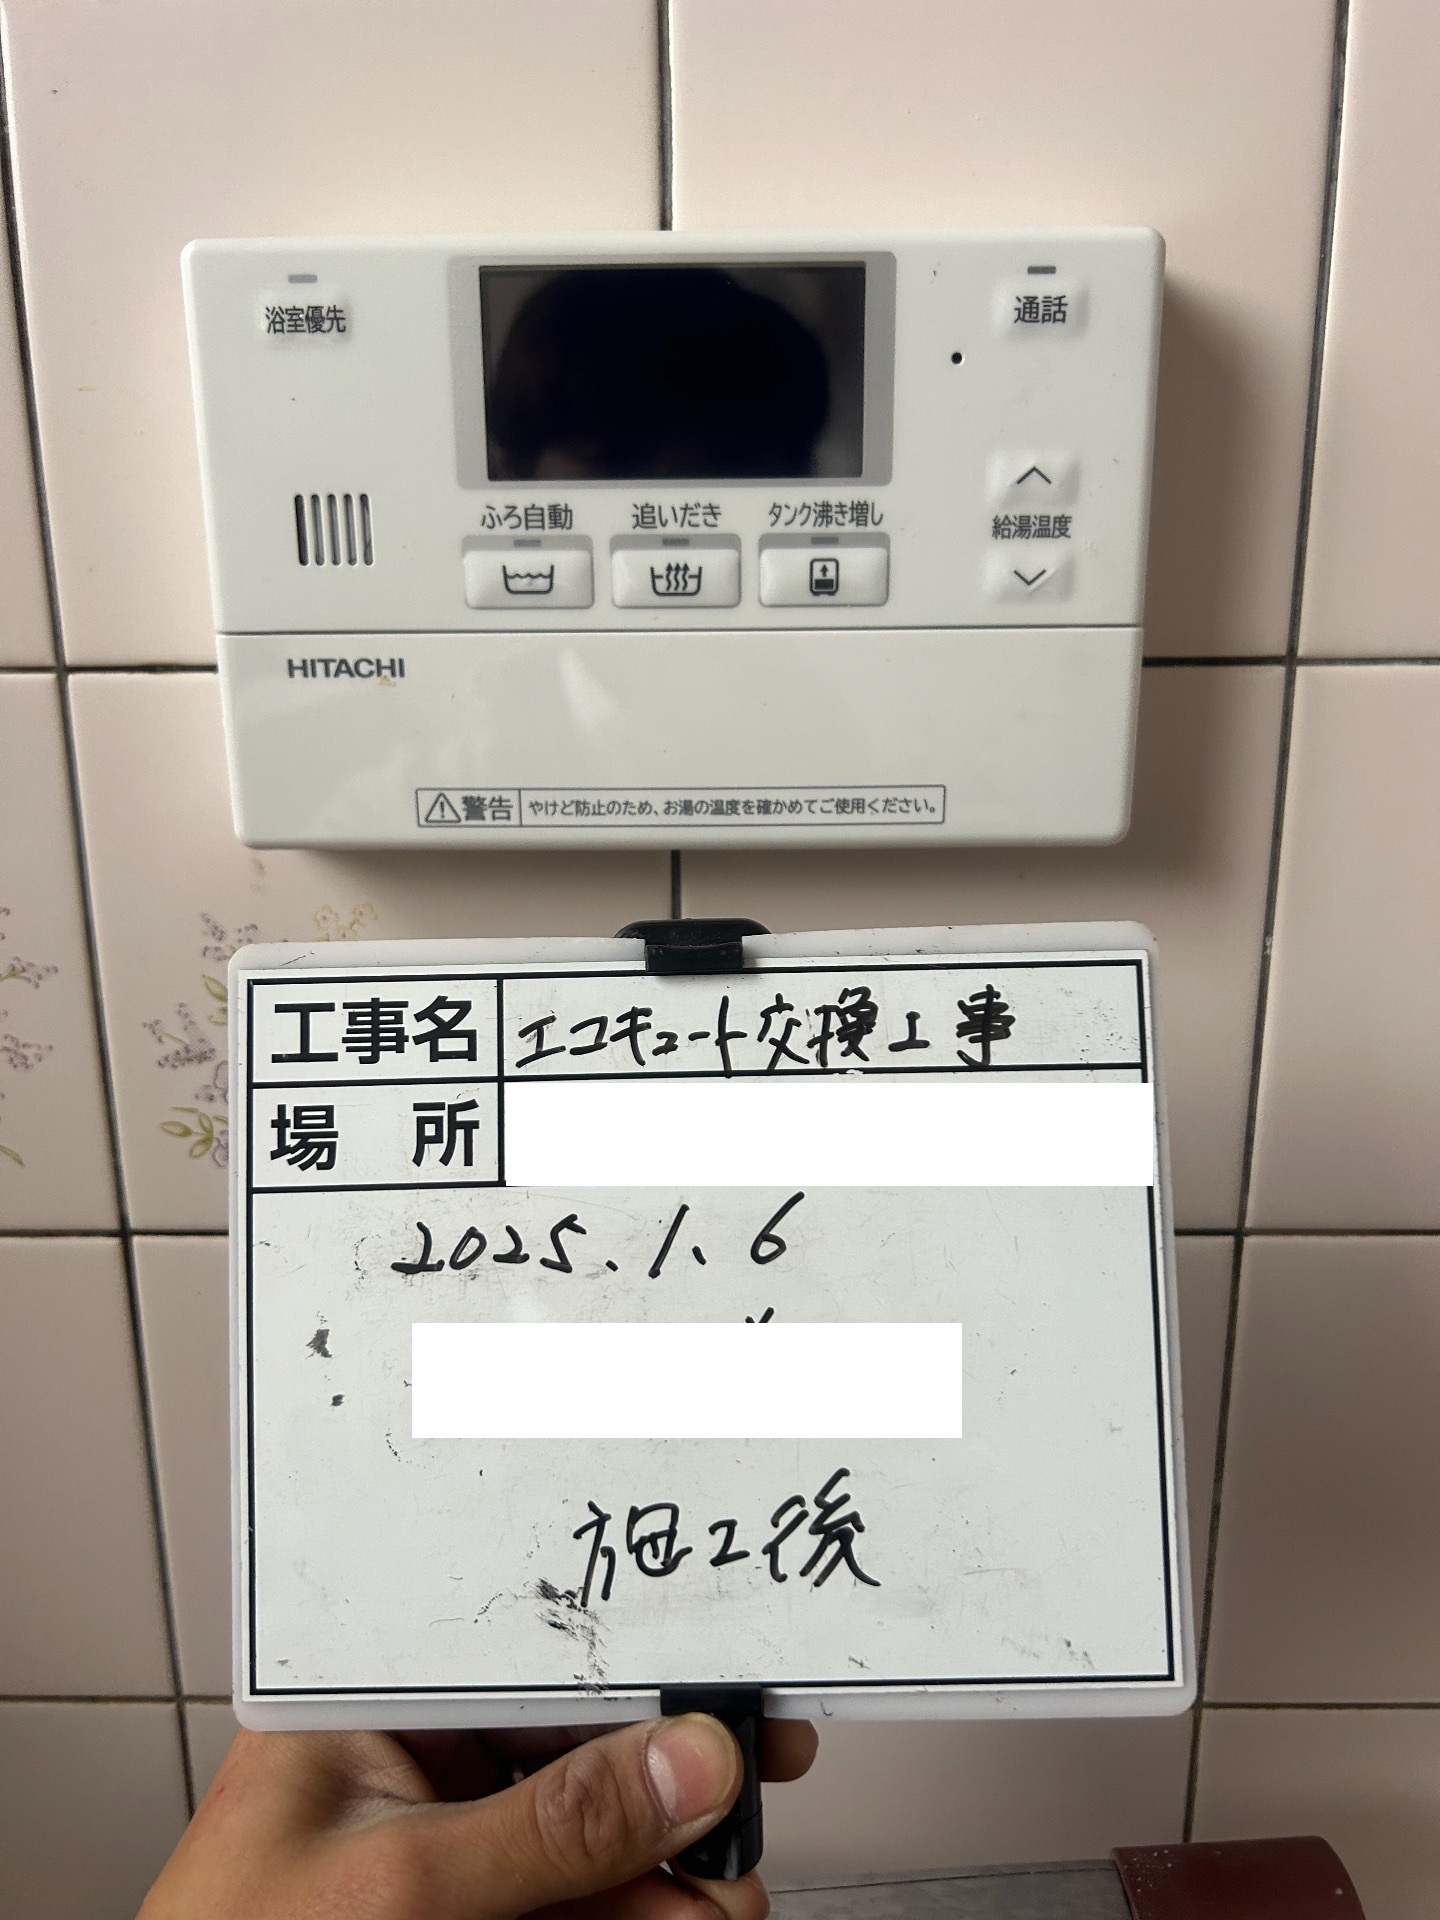 浴室優先
通話
ふろ自動 追いだき タンク沸き増し
給湯温度
HITACHI
警告 やけど防止のため、お湯の温度を確かめてご使用ください。
工事名 エコキュート交換工事
場所
2025.1.6
施工後